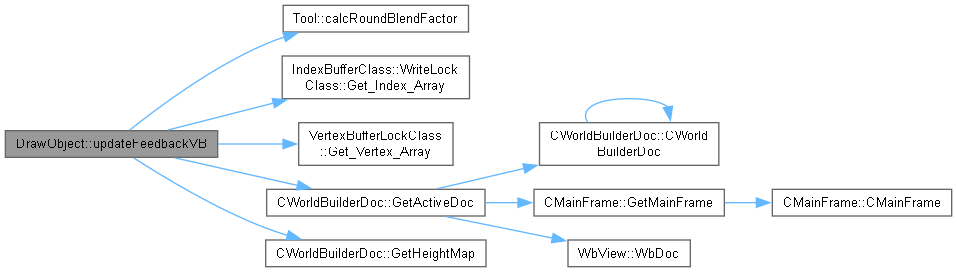 Tool::calcRoundBlendFactor
IndexBufferClass::WriteLock
Class::Get_Index_Array
DrawObject::updateFeedbackVB
VertexBufferLockClass
::Get_Vertex_Array
CWorldBuilderDoc::CWorld
BuilderDoc
CWorldBuilderDoc::GetActiveDoc
CMainFrame::GetMainFrame
CMainFrame::CMainFrame
CWorldBuilderDoc::GetHeightMap
WbView::WbDoc